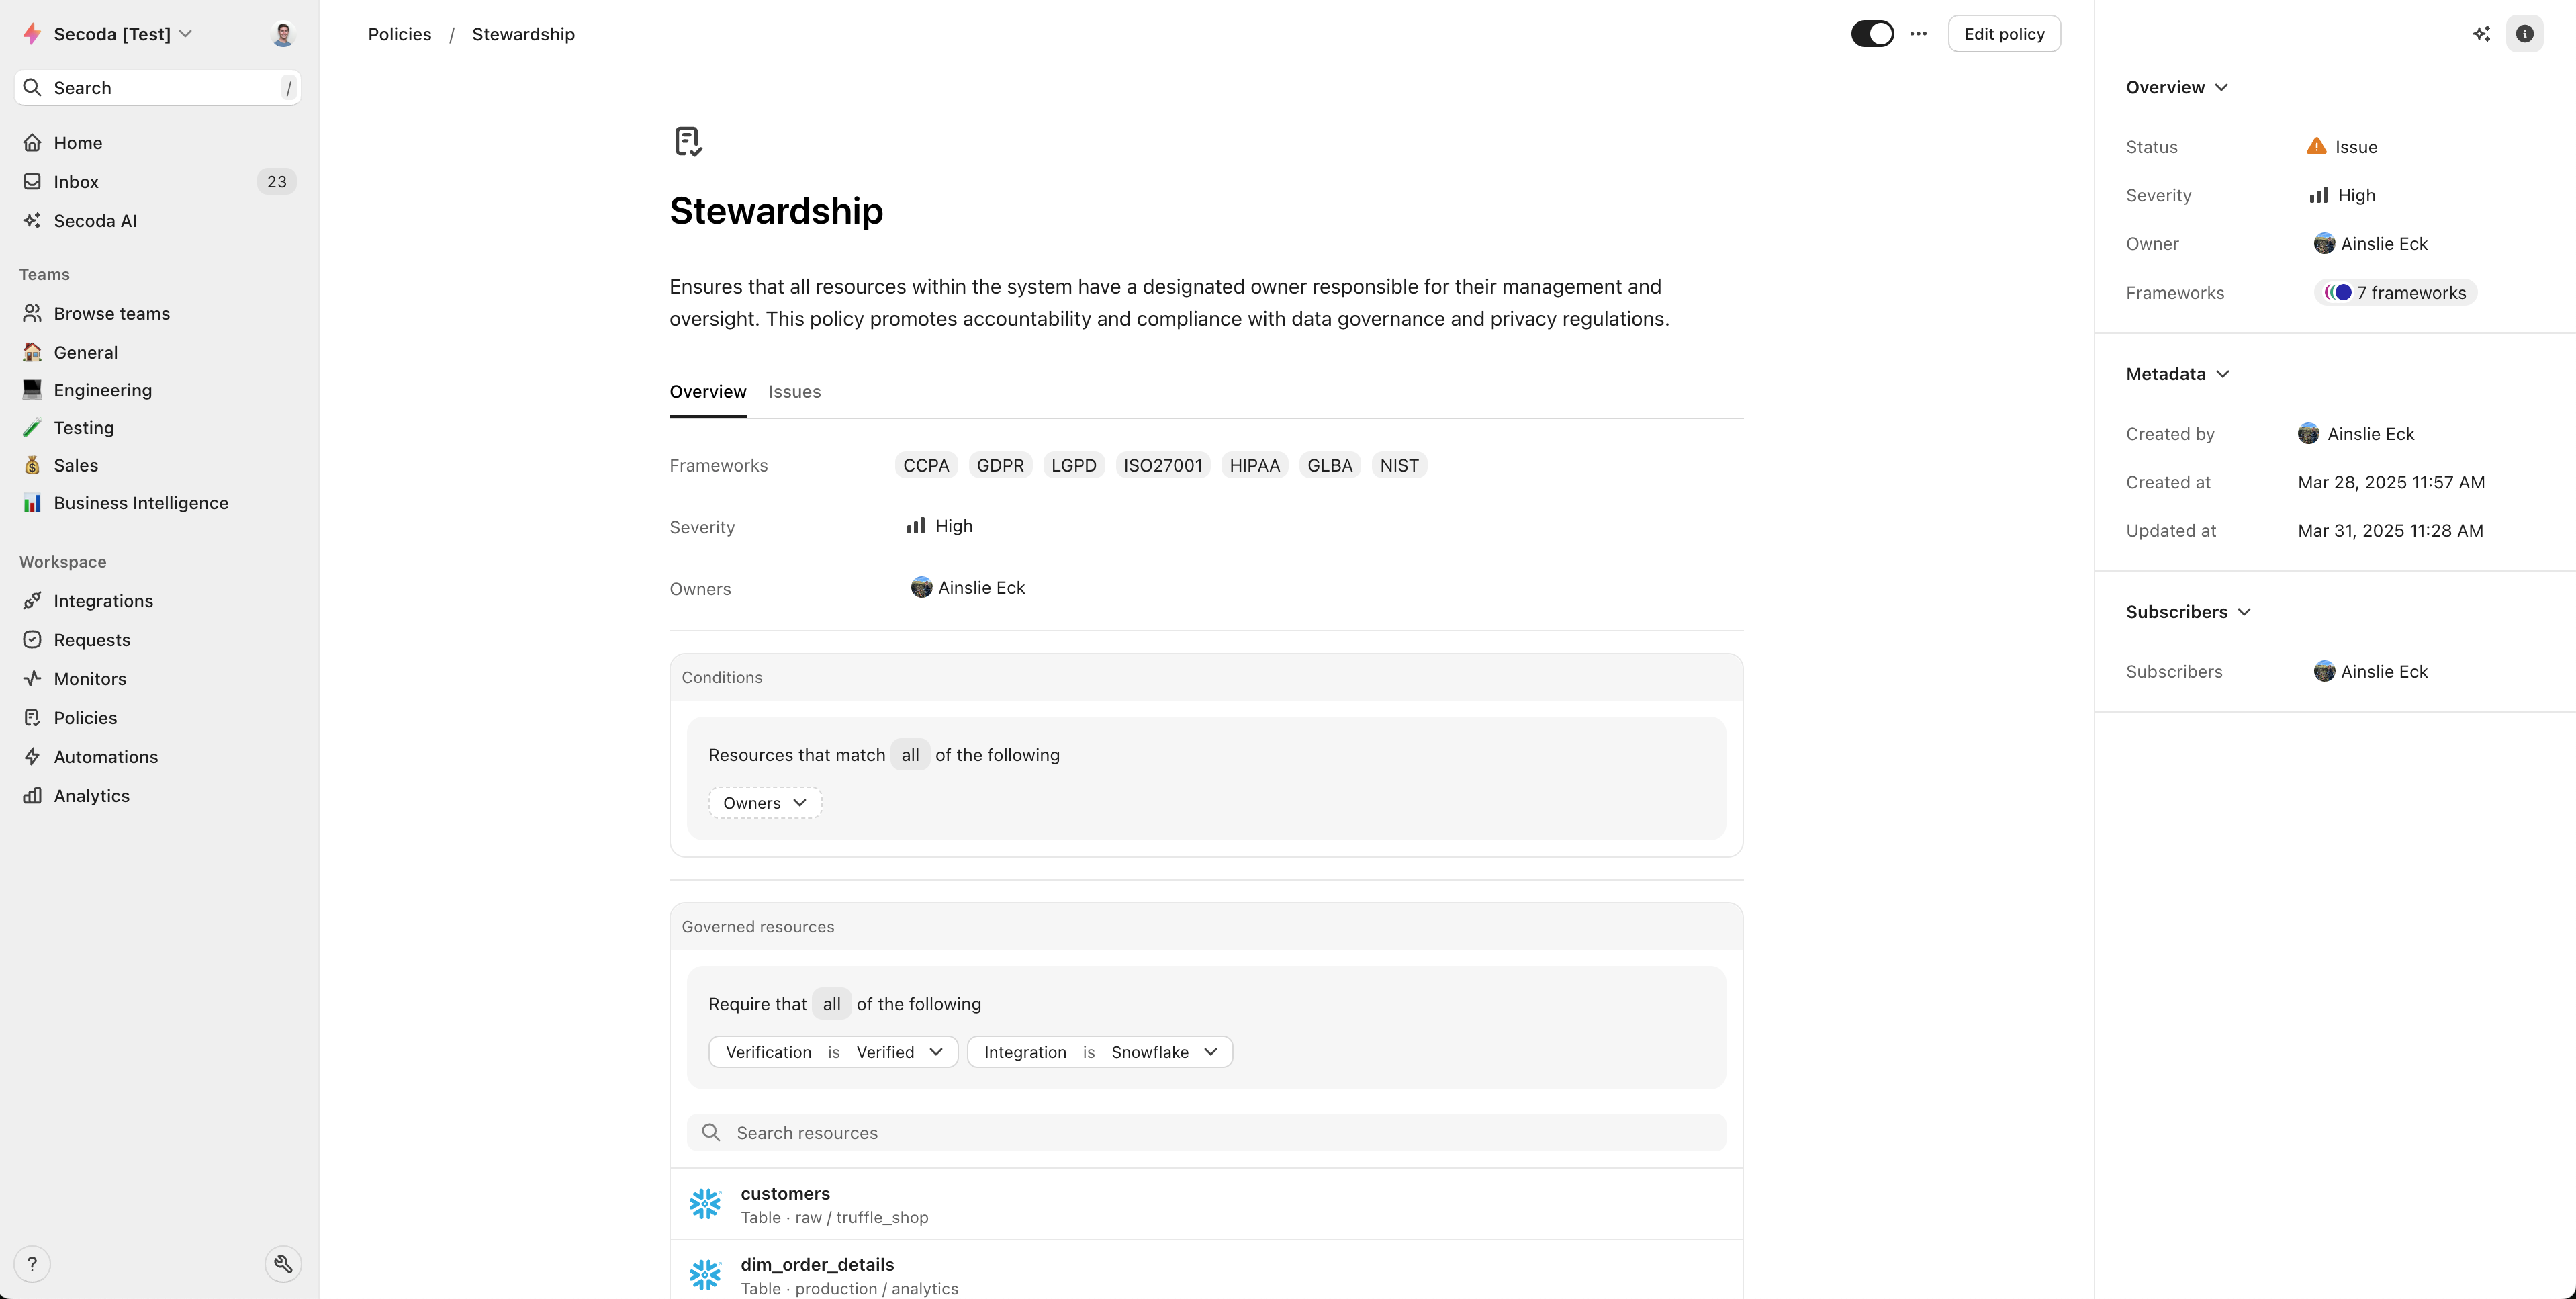 Secoda [Test]
Search /
Home
Inbox 23
Secoda AI
Teams
Browse teams
General
Engineering
Testing
Sales
Business Intelligence
Workspace
Integrations
Requests
Monitors
Policies
Automations
Analytics
?
Policies / Stewardship
Edit policy
Stewardship
Ensures that all resources within the system have a designated owner responsible for their management and
oversight. This policy promotes accountability and compliance with data governance and privacy regulations.
Overview Issues
Frameworks CCPA GDPR LGPD ISO27001 HIPAA GLBA NIST
Severity High
Owners Ainslie Eck
Conditions
Resources that match all of the following
Owners
Governed resources
Require that all of the following
Verification is Verified Integration is Snowflake
Search resources
customers
Table · raw / truffle_shop
dim_order_details
Table · production / analytics
Overview
Status Issue
Severity High
Owner Ainslie Eck
Frameworks 7 frameworks
Metadata
Created by Ainslie Eck
Created at Mar 28, 2025 11:57 AM
Updated at Mar 31, 2025 11:28 AM
Subscribers
Subscribers Ainslie Eck